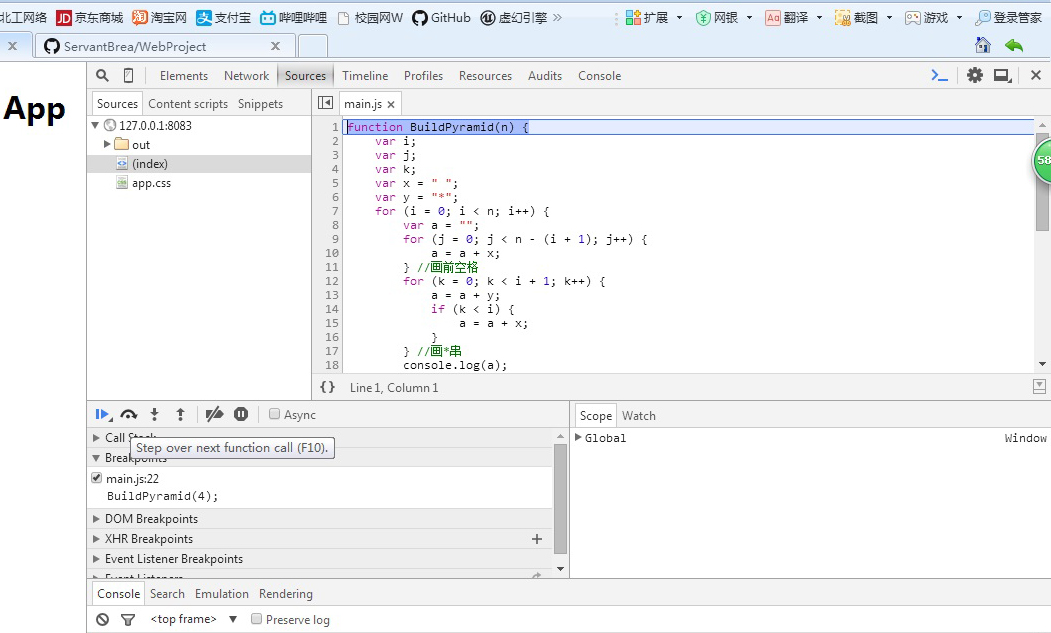 北工网络 JD 京东商城 淘 淘宝网 支 支付宝 哔哩哔哩 校园网W GitHub 虚幻引擎 » 扩展 网银 Aa 翻译 截图 游戏 登录管家
x ServantBrea/WebProject x
App
Elements Network Sources Timeline Profiles Resources Audits Console
Sources Content scripts Snippets
main.js ×
127.0.0.1:8083
out
(index)
app.css
1 function BuildPyramid(n) {
2 var i;
3 var j;
4 var k;
5 var x = " ";
6 var y = "*";
7 for (i = 0; i < n; i++) {
8 var a = "";
9 for (j = 0; j < n - (i + 1); j++) {
10 a = a + x;
11 } //画前空格
12 for (k = 0; k < i + 1; k++) {
13 a = a + y;
14 if (k < i) {
15 a = a + x;
16 }
17 } //画*串
18 console.log(a);
58
{} Line 1, Column 1
Async
Scope Watch
Call Stack
Step over next function call (F10).
Global Window
Breakpoints
main.js:22
BuildPyramid(4);
DOM Breakpoints
XHR Breakpoints +
Event Listener Breakpoints
Event Listeners
Console Search Emulation Rendering
<top frame> ▼ Preserve log